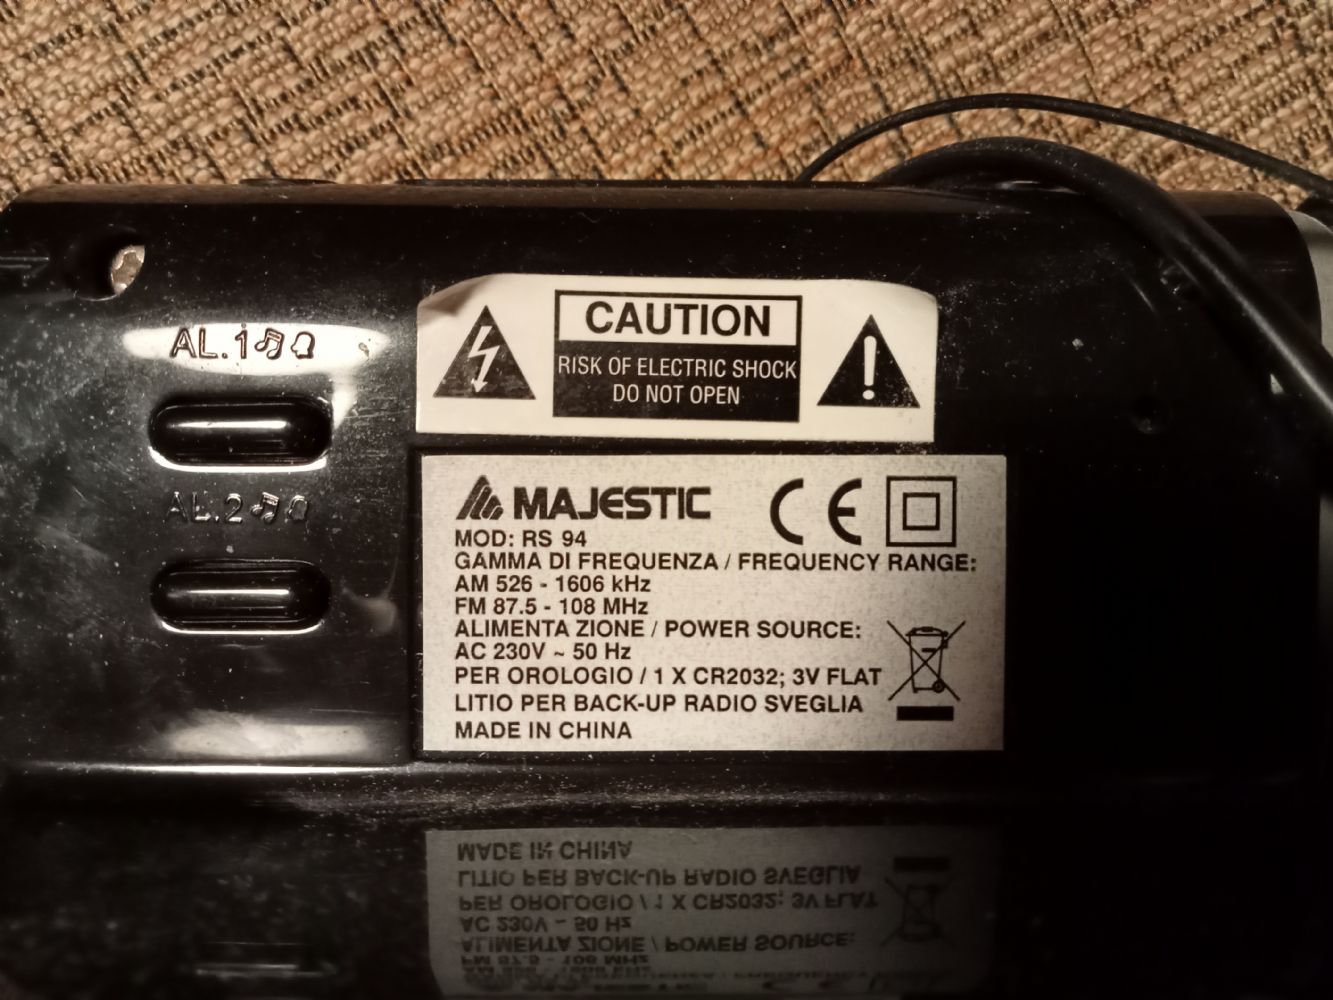 CAUTION
RISK OF ELECTRIC SHOCK
DO NOT OPEN
AL.1
AL.2
MAJESTIC CE
MOD: RS 94
GAMMA DI FREQUENZA / FREQUENCY RANGE:
AM 526 - 1606 kHz
FM 87.5 - 108 MHz
ALIMENTA ZIONE / POWER SOURCE:
AC 230V ~ 50 Hz
PER OROLOGIO / 1 X CR2032; 3V FLAT
LITIO PER BACK-UP RADIO SVEGLIA
MADE IN CHINA